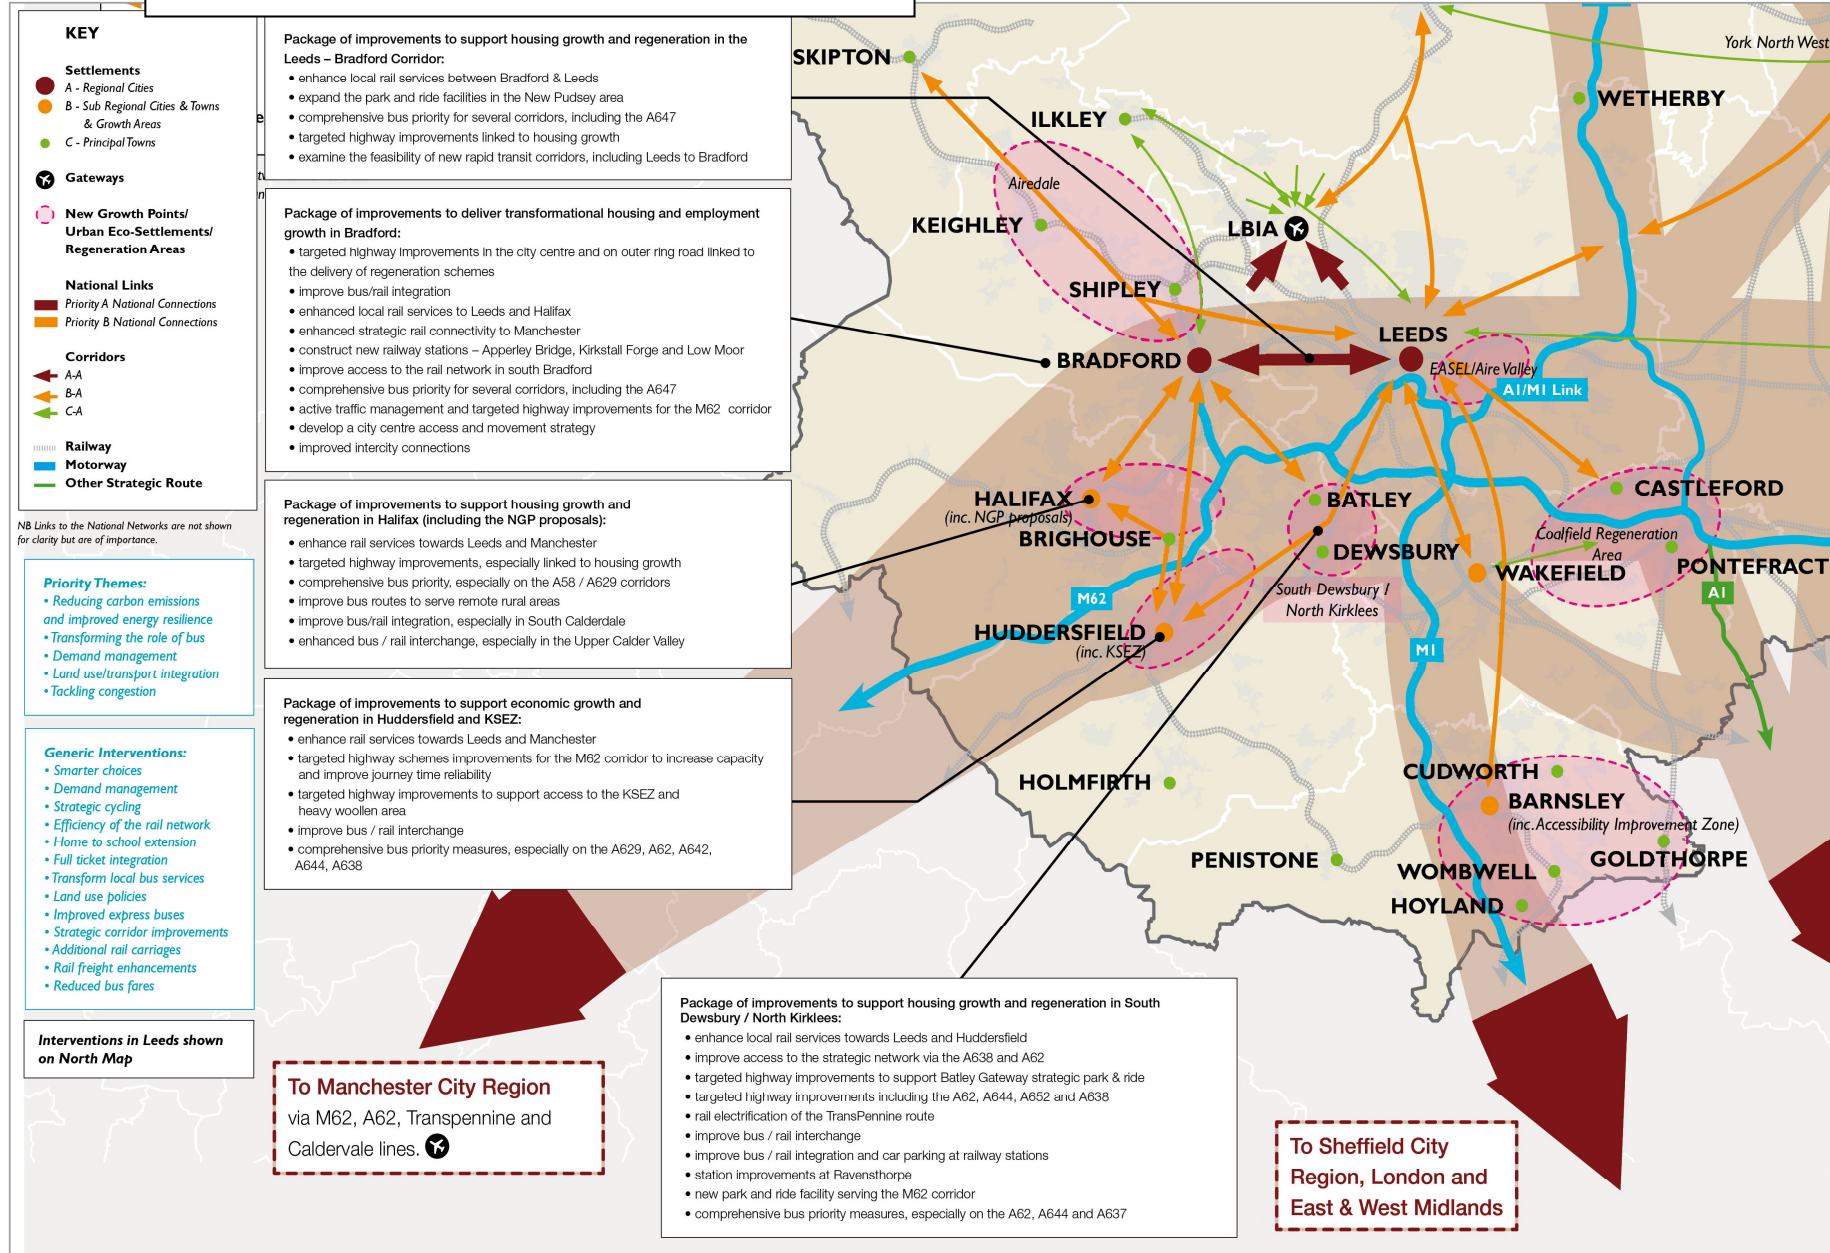 KEY
Settlements
A - Regional Cities
B - Sub Regional Cities & Towns
& Growth Areas
C - Principal Towns
Gateways
New Growth Points/
Urban Eco-Settlements/
Regeneration Areas
National Links
Priority A National Connections
Priority B National Connections
Corridors
A-A
B-A
C-A
Railway
Motorway
Other Strategic Route
NB Links to the National Networks are not shown
for clarity but are of importance.
Priority Themes:
• Reducing carbon emissions
and improved energy resilience
• Transforming the role of bus
• Demand management
• Land use/transport integration
• Tackling congestion
Generic Interventions:
• Smarter choices
• Demand management
• Strategic cycling
• Efficiency of the rail network
• Home to school extension
• Full ticket integration
• Transform local bus services
• Land use policies
• Improved express buses
• Strategic corridor improvements
• Additional rail carriages
• Rail freight enhancements
• Reduced bus fares
Interventions in Leeds shown
on North Map
Package of improvements to support housing growth and regeneration in the
Leeds – Bradford Corridor:
• enhance local rail services between Bradford & Leeds
• expand the park and ride facilities in the New Pudsey area
• comprehensive bus priority for several corridors, including the A647
• targeted highway improvements linked to housing growth
• examine the feasibility of new rapid transit corridors, including Leeds to Bradford
Package of improvements to deliver transformational housing and employment
growth in Bradford:
• targeted highway improvements in the city centre and on outer ring road linked to
the delivery of regeneration schemes
• improve bus/rail integration
• enhanced local rail services to Leeds and Halifax
• enhanced strategic rail connectivity to Manchester
• construct new railway stations – Apperley Bridge, Kirkstall Forge and Low Moor
• improve access to the rail network in south Bradford
• comprehensive bus priority for several corridors, including the A647
• active traffic management and targeted highway improvements for the M62 corridor
• develop a city centre access and movement strategy
• improved intercity connections
Package of improvements to support housing growth and
regeneration in Halifax (including the NGP proposals):
• enhance rail services towards Leeds and Manchester
• targeted highway improvements, especially linked to housing growth
• comprehensive bus priority, especially on the A58 / A629 corridors
• improve bus routes to serve remote rural areas
• improve bus/rail integration, especially in South Calderdale
• enhanced bus / rail interchange, especially in the Upper Calder Valley
Package of improvements to support economic growth and
regeneration in Huddersfield and KSEZ:
• enhance rail services towards Leeds and Manchester
• targeted highway schemes improvements for the M62 corridor to increase capacity
and improve journey time reliability
• targeted highway improvements to support access to the KSEZ and
heavy woollen area
• improve bus / rail interchange
• comprehensive bus priority measures, especially on the A629, A62, A642,
A644, A638
To Manchester City Region
via M62, A62, Transpennine and
Caldervale lines.
Package of improvements to support housing growth and regeneration in South
Dewsbury / North Kirklees:
• enhance local rail services towards Leeds and Huddersfield
• improve access to the strategic network via the A638 and A62
• targeted highway improvements to support Batley Gateway strategic park & ride
• targeted highway improvements including the A62, A644, A652 and A638
• rail electrification of the TransPennine route
• improve bus / rail interchange
• improve bus / rail integration and car parking at railway stations
• station improvements at Ravensthorpe
• new park and ride facility serving the M62 corridor
• comprehensive bus priority measures, especially on the A62, A644 and A637
To Sheffield City
Region, London and
East & West Midlands
York North West
SKIPTON
WETHERBY
ILKLEY
Airedale
KEIGHLEY
LBIA
SHIPLEY
LEEDS
BRADFORD
EASEL/Aire Valley
A1/M1 Link
HALIFAX
(inc. NGP proposals)
BATLEY
CASTLEFORD
BRIGHOUSE
DEWSBURY
Coalfield Regeneration
Area
WAKEFIELD
PONTEFRACT
M62
South Dewsbury /
North Kirklees
A1
HUDDERSFIELD
(inc. KSEZ)
M1
HOLMFIRTH
CUDWORTH
BARNSLEY
(inc. Accessibility Improvement Zone)
PENISTONE
GOLDTHORPE
WOMBWELL
HOYLAND